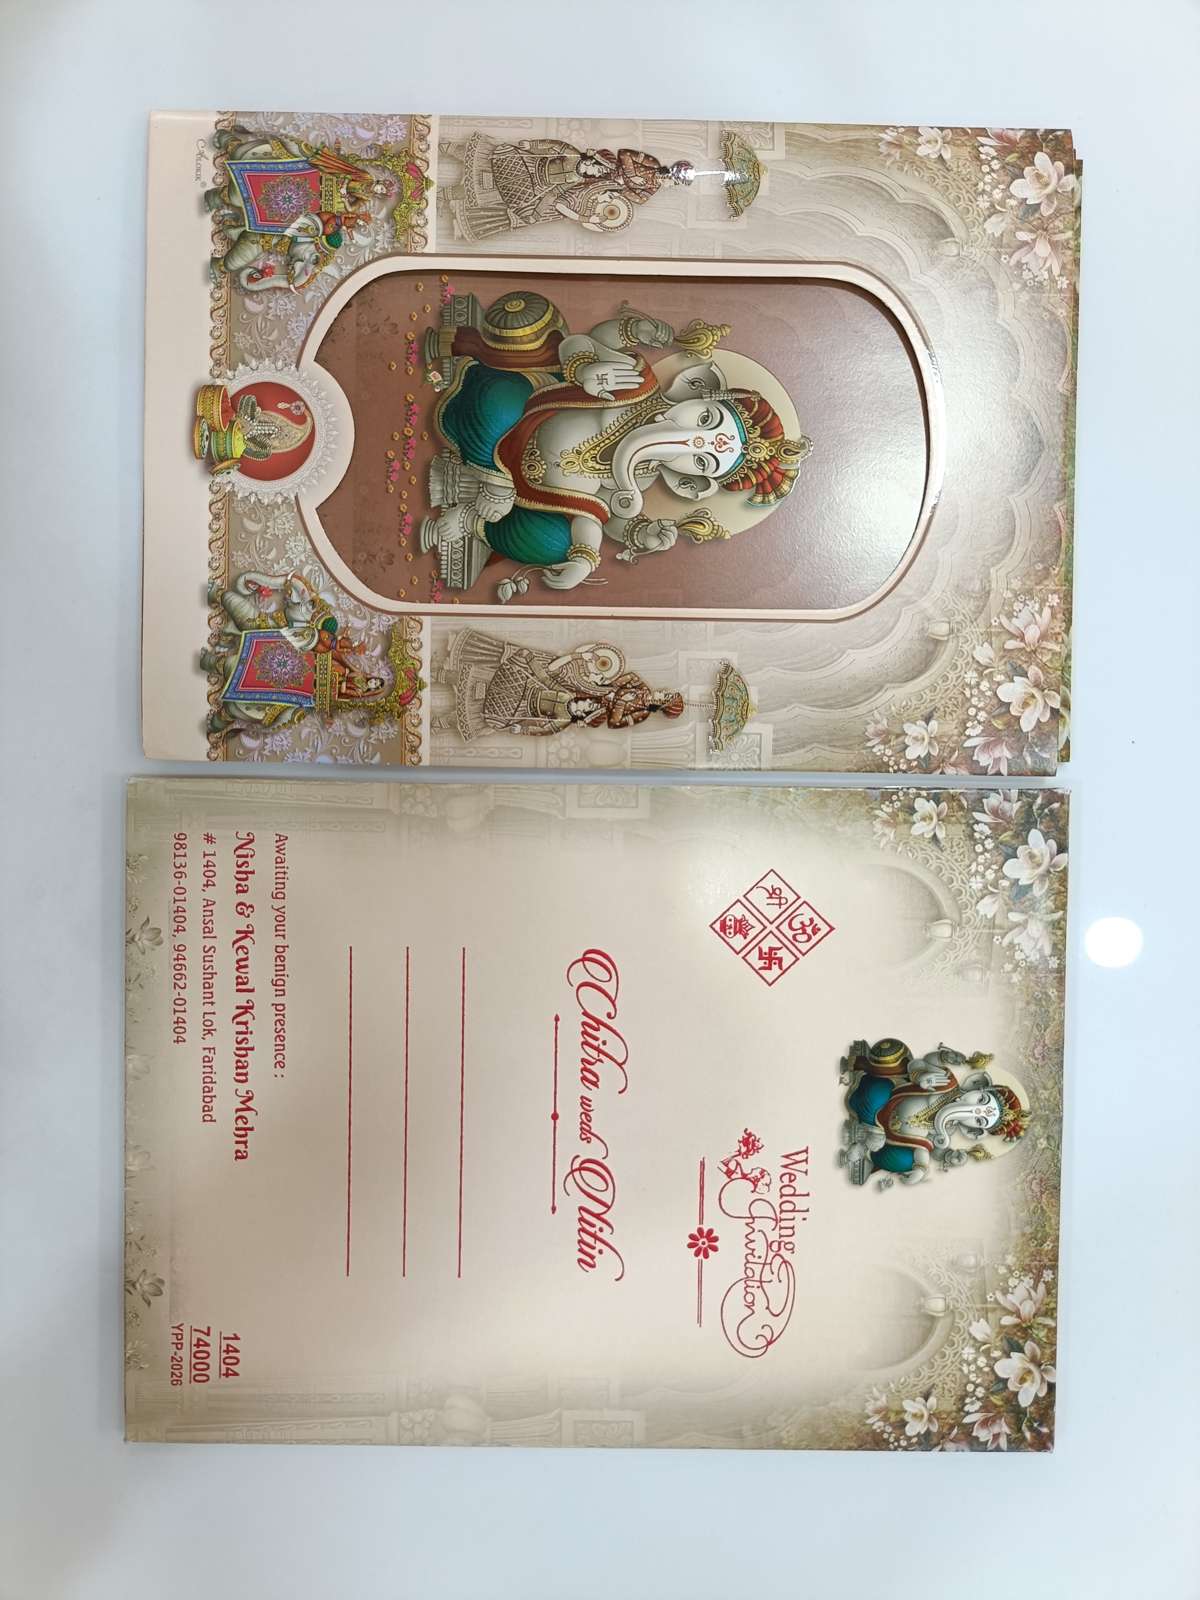 श्री
ॐ
卐
Wedding
Invitation
Chitra weds Nitin
Awaiting your benign presence :
Nisha & Kewal Krishan Mehra
# 1404, Ansal Sushant Lok, Faridabad
98136-01404, 94662-01404
1404
74000
YPP-2026